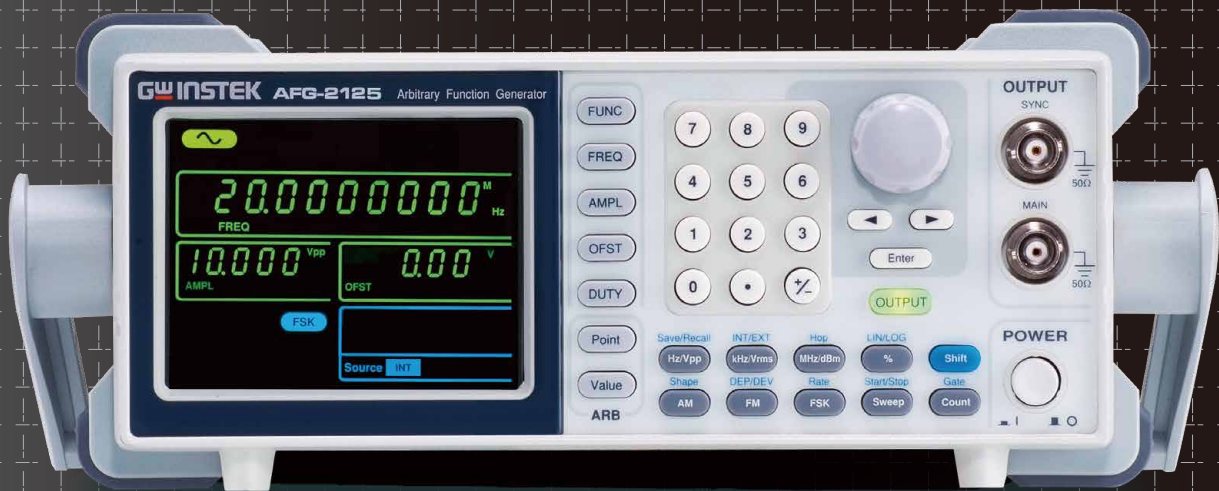 GW INSTEK AFG-2125 Arbitrary Function Generator
20.0000000 M Hz
FREQ
10.000 Vpp
AMPL
0.00 V
OFST
FSK
Source INT
FUNC
FREQ
AMPL
OFST
DUTY
Point
Value
ARB
7 8 9
4 5 6
1 2 3
0 • +/-
◄ ►
Enter
OUTPUT
Save/Recall INT/EXT Hop LIN/LOG
Hz/Vpp kHz/Vrms MHz/dBm % Shift
Shape DEP/DEV Rate Start/Stop Gate
AM FM FSK Sweep Count
OUTPUT
SYNC
50Ω
MAIN
50Ω
POWER
I O